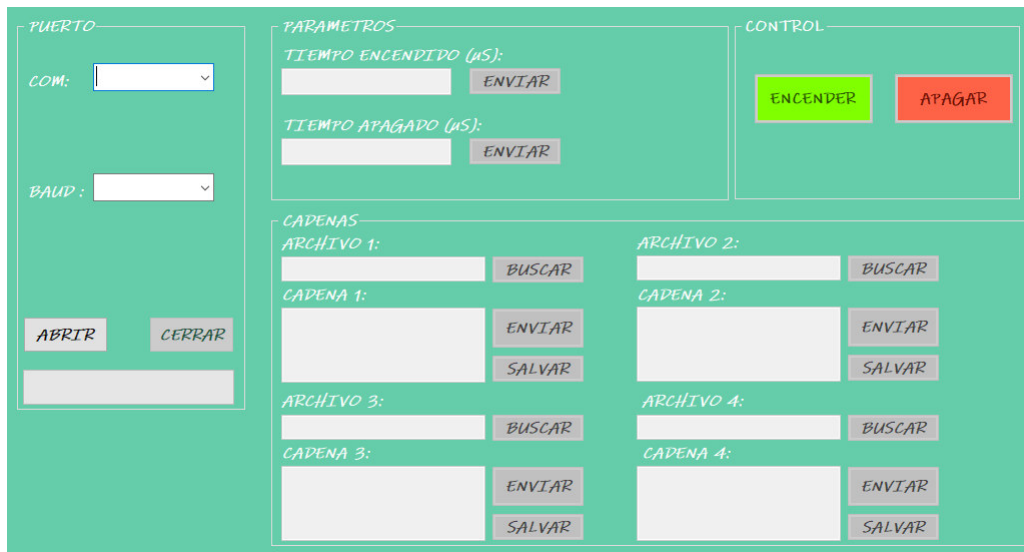 PUERTO
COM:
BAUD :
ABRIR
CERRAR
PARAMETROS
TIEMPO ENCENDIDO (µS):
ENVIAR
TIEMPO APAGADO (µS):
ENVIAR
CONTROL
ENCENDER
APAGAR
CADENAS
ARCHIVO 1:
BUSCAR
CADENA 1:
ENVIAR
SALVAR
ARCHIVO 2:
BUSCAR
CADENA 2:
ENVIAR
SALVAR
ARCHIVO 3:
BUSCAR
CADENA 3:
ENVIAR
SALVAR
ARCHIVO 4:
BUSCAR
CADENA 4:
ENVIAR
SALVAR